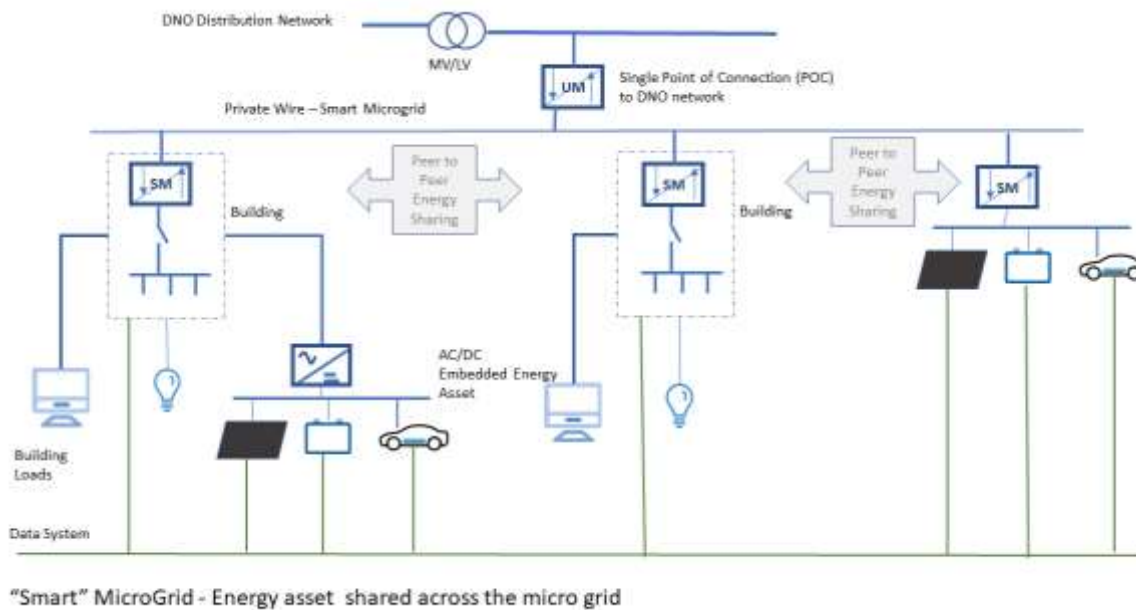 DNO Distribution Network
MV/LV
UM
Single Point of Connection (POC)
to DNO network
Private Wire – Smart Microgrid
SM
Building
Peer to
Peer
Energy
Sharing
SM
Building
Peer to
Peer
Energy
Sharing
SM
AC/DC
Embedded Energy
Asset
Building
Loads
Data System
“Smart” MicroGrid - Energy asset shared across the micro grid